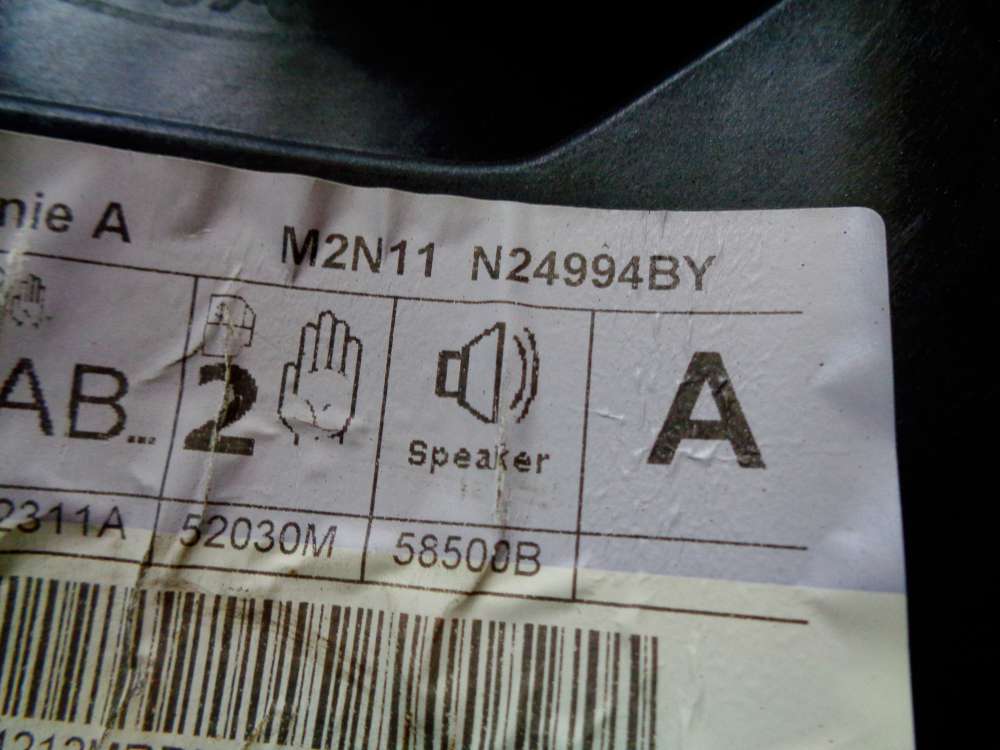 nie A M2N11 N24994BY
AB... 2 A
Speaker
2311A 52030M 58500B